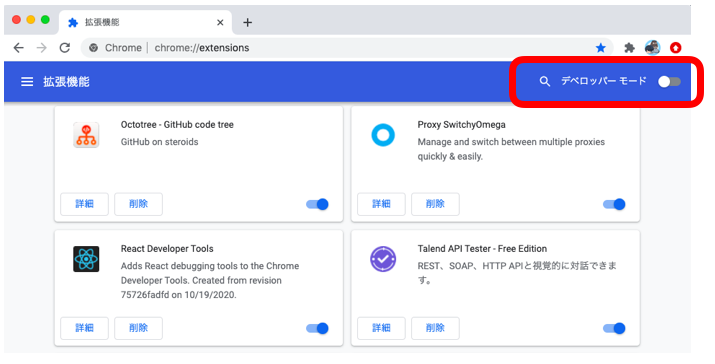 拡張機能
Chrome | chrome://extensions
拡張機能
デベロッパー モード
Octotree - GitHub code tree
GitHub on steroids
詳細
削除
Proxy SwitchyOmega
Manage and switch between multiple proxies
quickly & easily.
詳細
削除
React Developer Tools
Adds React debugging tools to the Chrome
Developer Tools. Created from revision
75726fadfd on 10/19/2020.
詳細
削除
Talend API Tester - Free Edition
REST、SOAP、HTTP APIと視覚的に対話できま
す。
詳細
削除